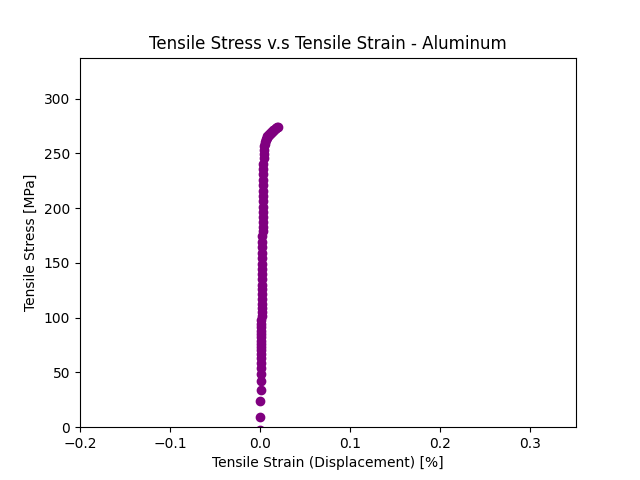 Tensile Stress v.s Tensile Strain - Aluminum
300
250
200
150
100
50
0
Tensile Stress [MPa]
−0.2 −0.1 0.0 0.1 0.2 0.3
Tensile Strain (Displacement) [%]